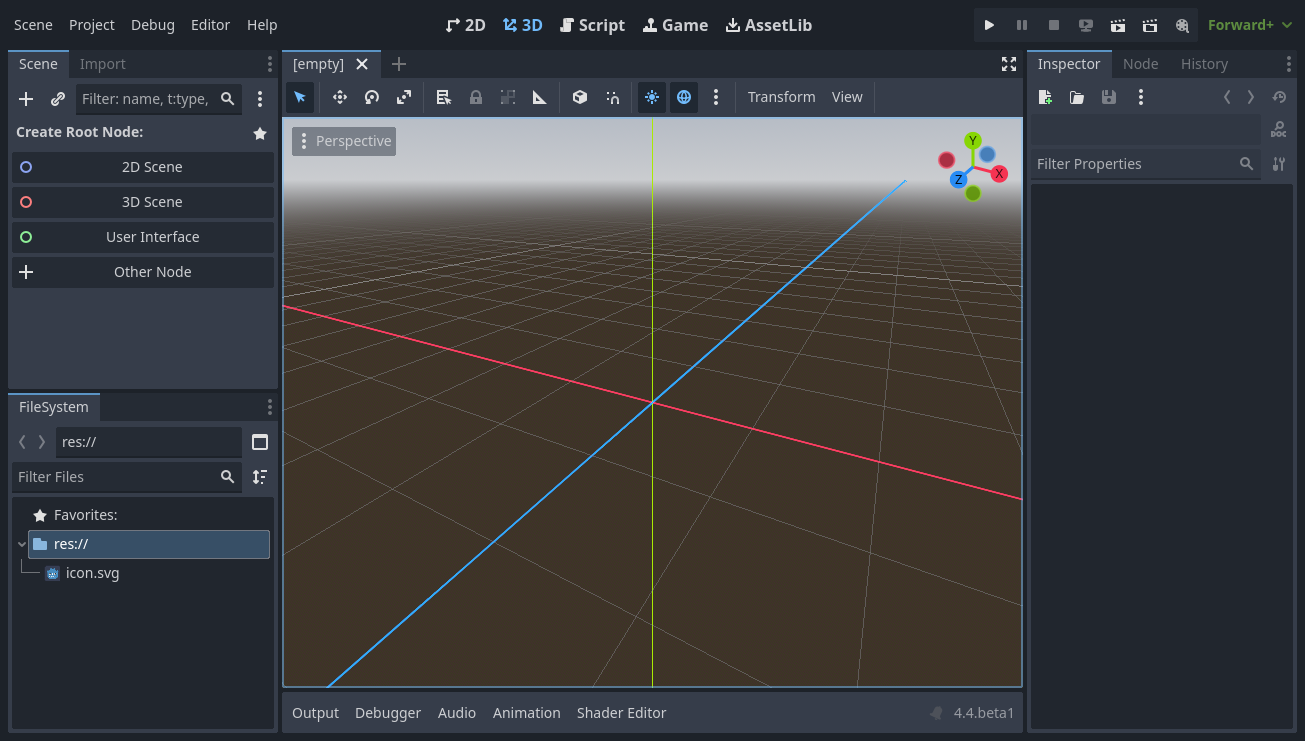 Scene Project Debug Editor Help 2D 3D Script Game AssetLib Forward+
Scene Import
[empty]
Inspector Node History
Filter: name, t:type,
Transform View
Create Root Node:
Perspective
Y
X
Z
Filter Properties
2D Scene
3D Scene
User Interface
Other Node
FileSystem
res://
Filter Files
Favorites:
res://
icon.svg
Output Debugger Audio Animation Shader Editor 4.4.beta1